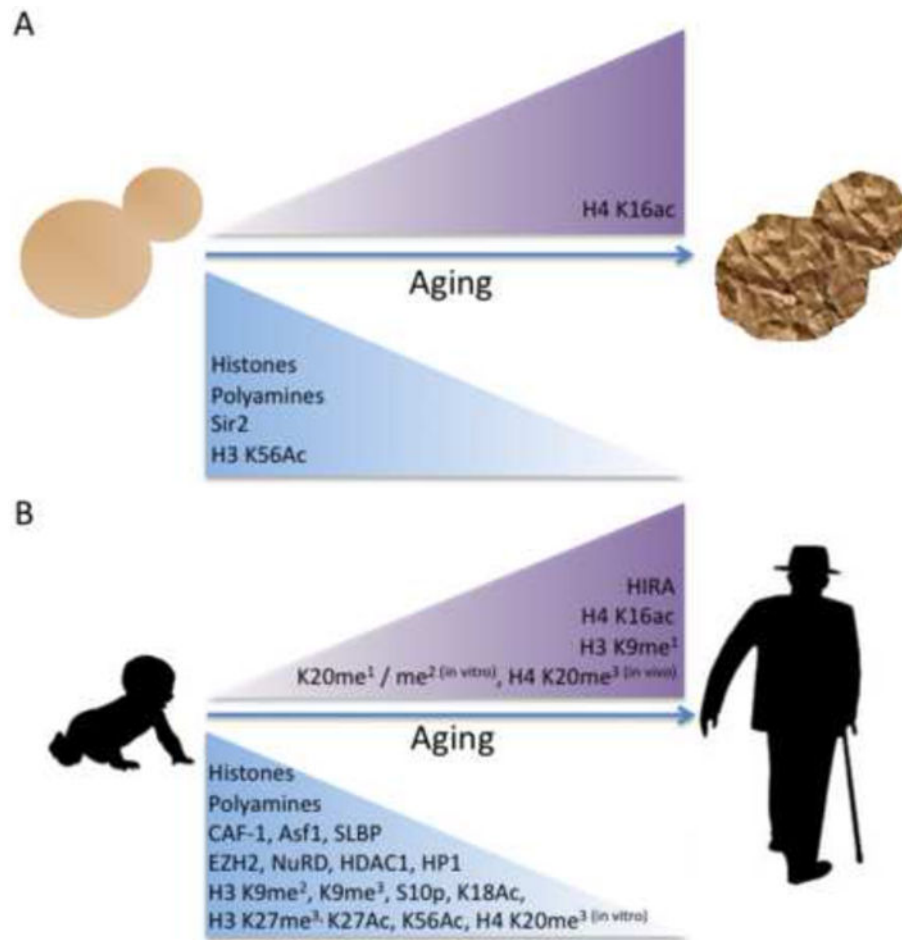 A
H4 K16ac
Aging
Histones
Polyamines
Sir2
H3 K56Ac
B
HIRA
H4 K16ac
H3 K9me¹
K20me¹ / me² (in vitro), H4 K20me³ (in vivo)
Aging
Histones
Polyamines
CAF-1, Asf1, SLBP
EZH2, NuRD, HDAC1, HP1
H3 K9me², K9me³, S10p, K18Ac,
H3 K27me³, K27Ac, K56Ac, H4 K20me³ (in vitro)